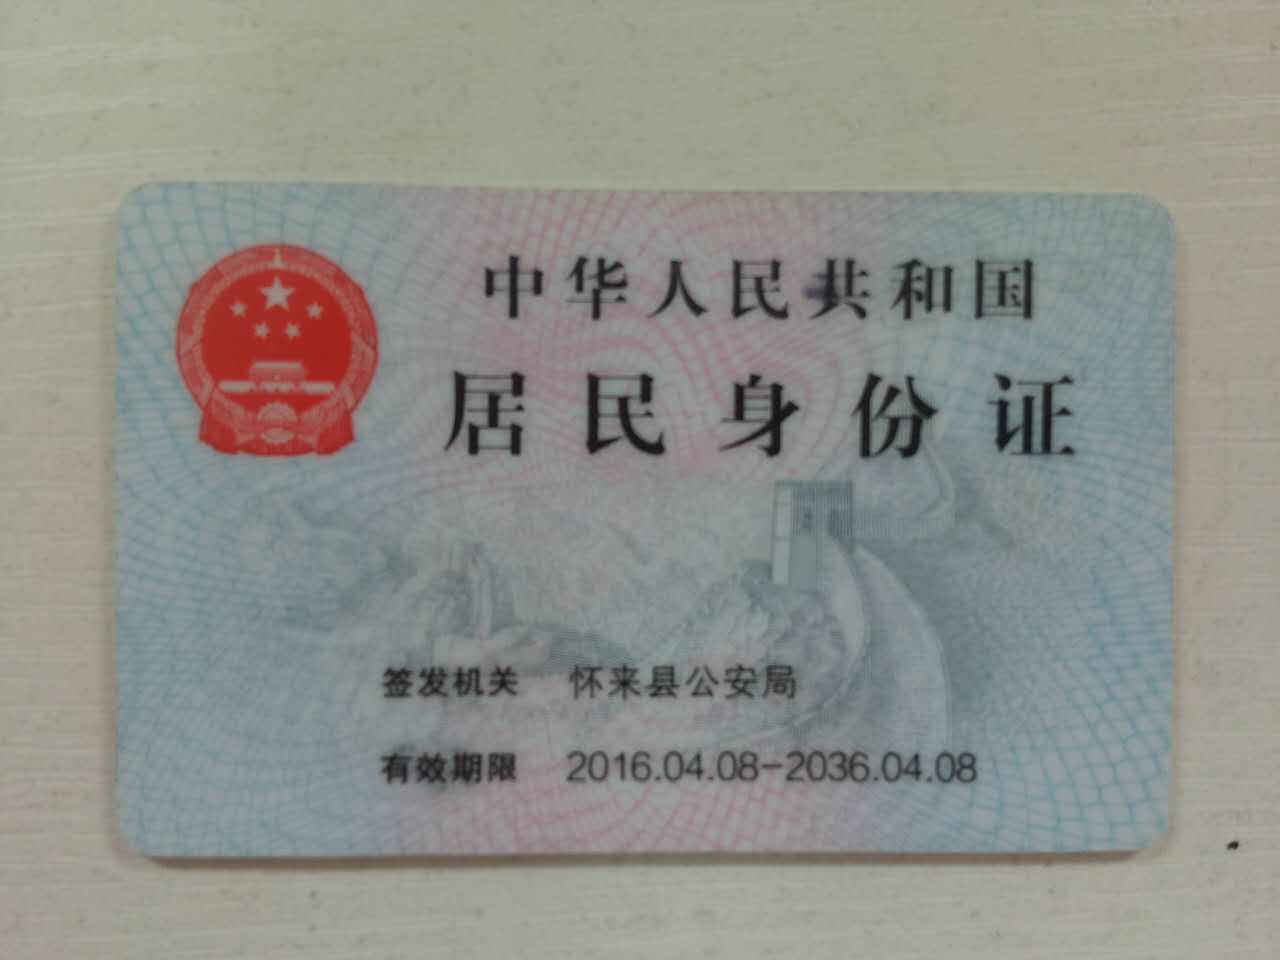 中华人民共和国
居民身份证
签发机关 怀来县公安局
有效期限 2016.04.08-2036.04.08